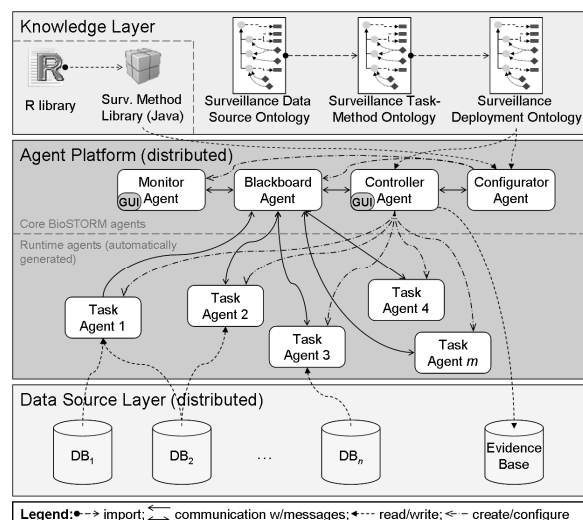 Knowledge Layer
R
R library
Surv. Method
Library (Java)
Surveillance Data
Source Ontology
Surveillance Task-
Method Ontology
Surveillance
Deployment Ontology
Agent Platform (distributed)
Monitor
Agent
GUI
Blackboard
Agent
Controller
Agent
GUI
Configurator
Agent
Core BioSTORM agents
Runtime agents (automatically
generated)
Task
Agent 1
Task
Agent 2
Task
Agent 3
Task
Agent 4
Task
Agent m
Data Source Layer (distributed)
DB1
DB2
...
DBn
Evidence
Base
Legend: import; communication w/messages; read/write; create/configure